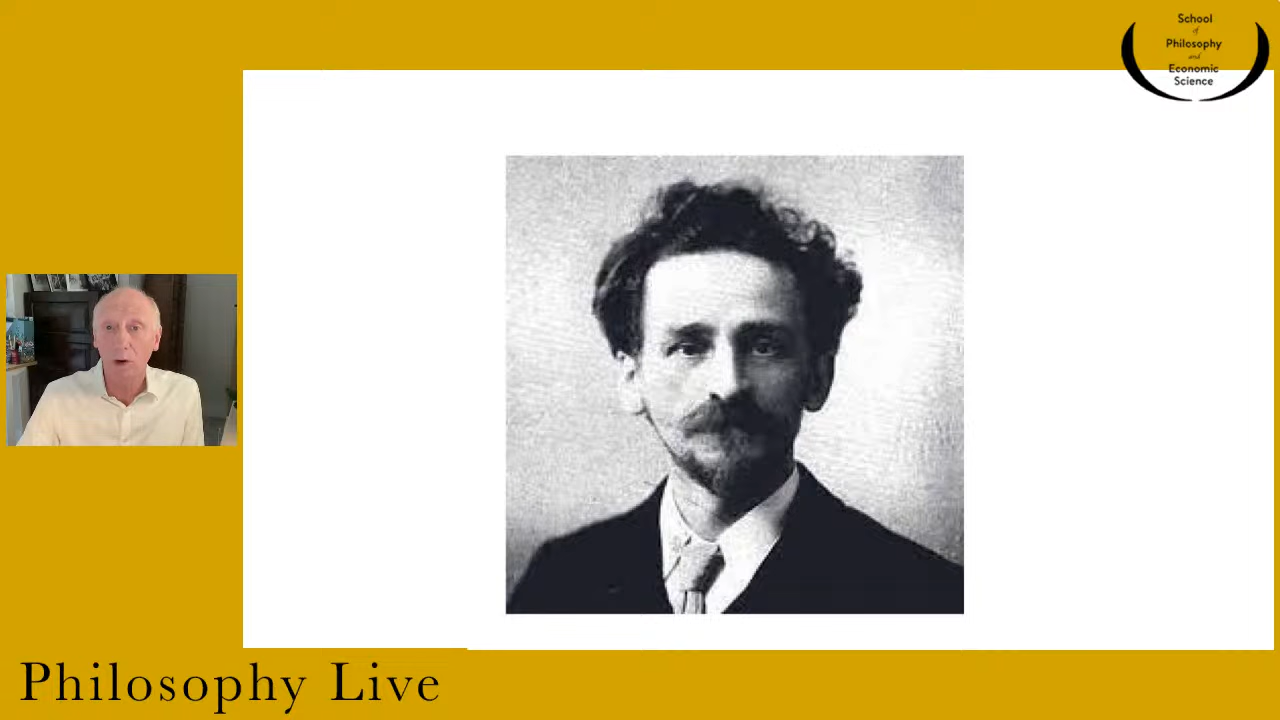 School
of
Philosophy
and
Economic
Science
Philosophy Live